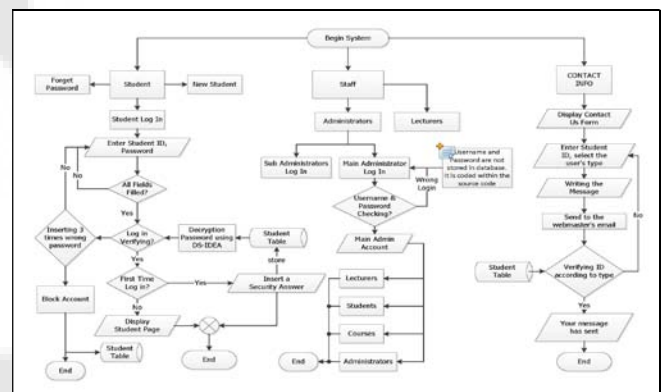 Begin System
Forget
Password
Student
New Student
Staff
CONTACT
INFO
Student Log In
Administrators
Lecturers
Display Contact
Us Form
Enter Student ID,
Password
Sub Administrators
Log In
Main Administrator
Log In
Wrong
Login
Username and
Password are not
stored in database,
it is coded within the
source code
Enter Student
ID, select the
user's type
No
No
All Fields
Filled?
Yes
Username &
Password
Checking?
Writing the
Message
No
Inserting 3
times wrong
password
Log in
Verifying?
Decryption
Password using
DS-IDEA
Student
Table
store
Main Admin
Account
Send to the
webmaster's email
Yes
First Time
Log in?
Yes
Insert a
Security Answer
Lecturers
Student
Table
Verifying ID
according to type
Block Account
No
Students
Yes
Display
Student Page
Courses
Your message
has sent
Student
Table
End
End
End
Administrators
End